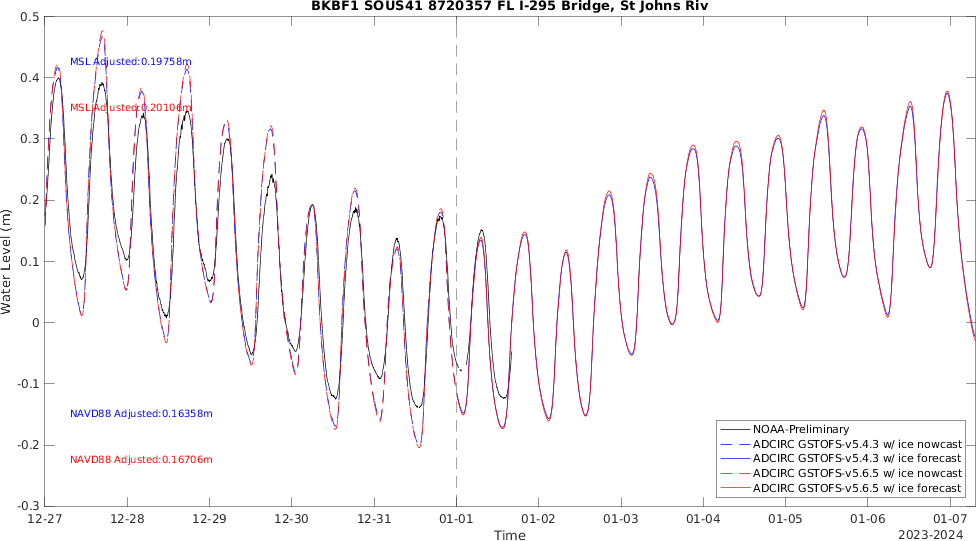 BKBF1 SOUS41 8720357 FL I-295 Bridge, St Johns Riv
0.5
0.4
0.3
0.2
0.1
0
-0.1
-0.2
-0.3
Water Level (m)
MSL Adjusted:0.19758m
MSL Adjusted:0.20106m
NAVD88 Adjusted:0.16358m
NAVD88 Adjusted:0.16706m
NOAA-Preliminary
ADCIRC GSTOFS-v5.4.3 w/ ice nowcast
ADCIRC GSTOFS-v5.4.3 w/ ice forecast
ADCIRC GSTOFS-v5.6.5 w/ ice nowcast
ADCIRC GSTOFS-v5.6.5 w/ ice forecast
12-27 12-28 12-29 12-30 12-31 01-01 01-02 01-03 01-04 01-05 01-06 01-07
Time
2023-2024